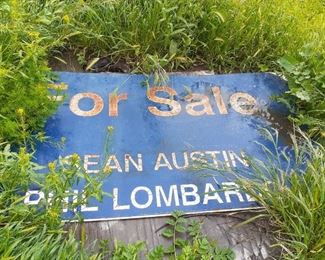 For Sale
SEAN AUSTIN
PHIL LOMBARD